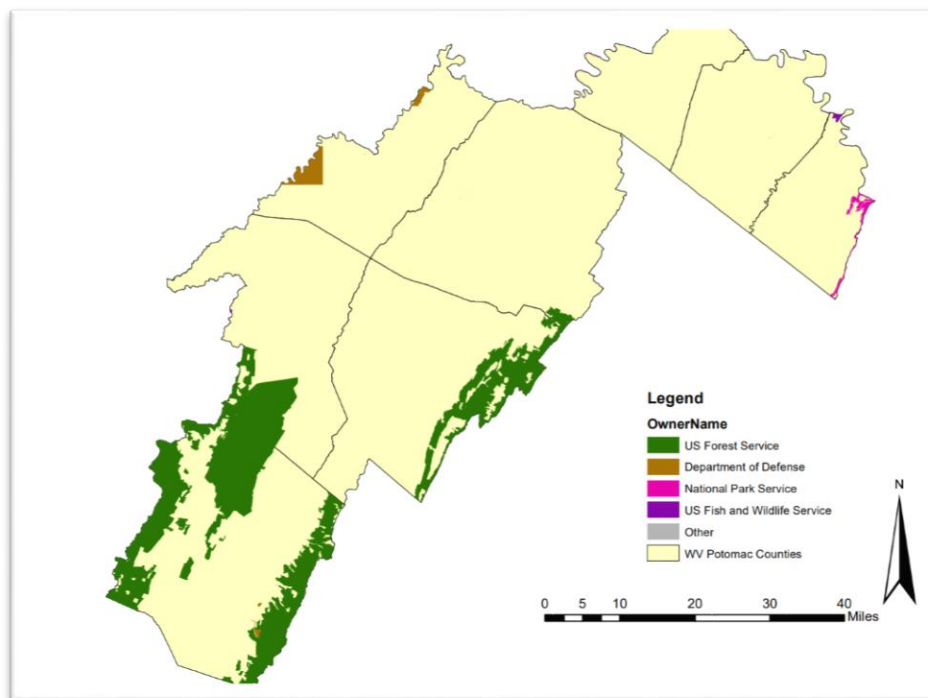 Legend
OwnerName
US Forest Service
Department of Defense
National Park Service
US Fish and Wildlife Service
Other
WV Potomac Counties
N
0 5 10 20 30 40
Miles